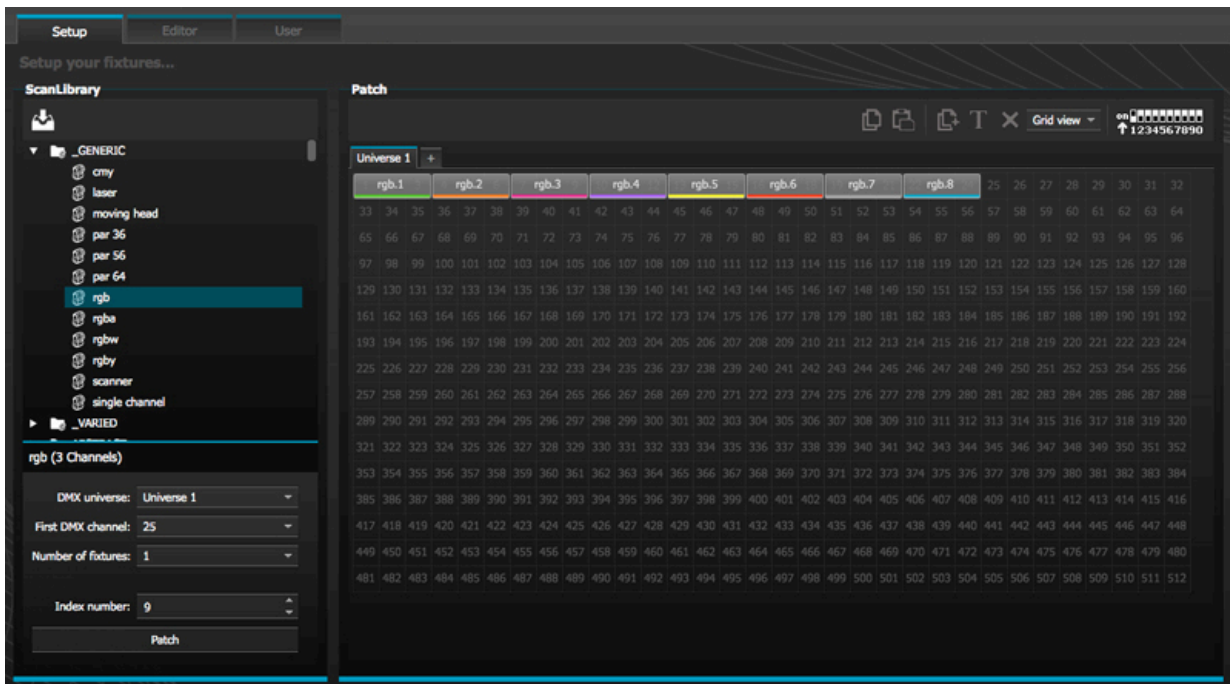 Setup Editor User
Setup your fixtures...
ScanLibrary
_GENERIC
cmy
laser
moving head
par 36
par 56
par 64
rgb
rgba
rgbw
rgby
scanner
single channel
_VARIED
rgb (3 Channels)
DMX universe: Universe 1
First DMX channel: 25
Number of fixtures: 1
Index number: 9
Patch
Patch
T Grid view on 1234567890
Universe 1 +
rgb.1 rgb.2 rgb.3 rgb.4 rgb.5 rgb.6 rgb.7 rgb.8 25 26 27 28 29 30 31 32
33 34 35 36 37 38 39 40 41 42 43 44 45 46 47 48 49 50 51 52 53 54 55 56 57 58 59 60 61 62 63 64
65 66 67 68 69 70 71 72 73 74 75 76 77 78 79 80 81 82 83 84 85 86 87 88 89 90 91 92 93 94 95 96
97 98 99 100 101 102 103 104 105 106 107 108 109 110 111 112 113 114 115 116 117 118 119 120 121 122 123 124 125 126 127 128
129 130 131 132 133 134 135 136 137 138 139 140 141 142 143 144 145 146 147 148 149 150 151 152 153 154 155 156 157 158 159 160
161 162 163 164 165 166 167 168 169 170 171 172 173 174 175 176 177 178 179 180 181 182 183 184 185 186 187 188 189 190 191 192
193 194 195 196 197 198 199 200 201 202 203 204 205 206 207 208 209 210 211 212 213 214 215 216 217 218 219 220 221 222 223 224
225 226 227 228 229 230 231 232 233 234 235 236 237 238 239 240 241 242 243 244 245 246 247 248 249 250 251 252 253 254 255 256
257 258 259 260 261 262 263 264 265 266 267 268 269 270 271 272 273 274 275 276 277 278 279 280 281 282 283 284 285 286 287 288
289 290 291 292 293 294 295 296 297 298 299 300 301 302 303 304 305 306 307 308 309 310 311 312 313 314 315 316 317 318 319 320
321 322 323 324 325 326 327 328 329 330 331 332 333 334 335 336 337 338 339 340 341 342 343 344 345 346 347 348 349 350 351 352
353 354 355 356 357 358 359 360 361 362 363 364 365 366 367 368 369 370 371 372 373 374 375 376 377 378 379 380 381 382 383 384
385 386 387 388 389 390 391 392 393 394 395 396 397 398 399 400 401 402 403 404 405 406 407 408 409 410 411 412 413 414 415 416
417 418 419 420 421 422 423 424 425 426 427 428 429 430 431 432 433 434 435 436 437 438 439 440 441 442 443 444 445 446 447 448
449 450 451 452 453 454 455 456 457 458 459 460 461 462 463 464 465 466 467 468 469 470 471 472 473 474 475 476 477 478 479 480
481 482 483 484 485 486 487 488 489 490 491 492 493 494 495 496 497 498 499 500 501 502 503 504 505 506 507 508 509 510 511 512